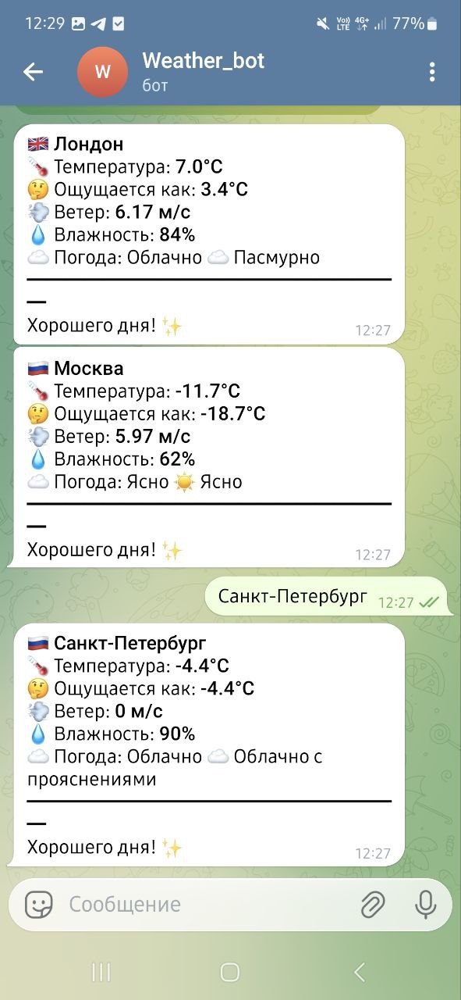 12:29 Vo)) LTE 4G+ 77%
W
Weather_bot
бот
🇬🇧 Лондон
🌡️ Температура: 7.0°C
🤔 Ощущается как: 3.4°C
💨 Ветер: 6.17 м/с
💧 Влажность: 84%
☁️ Погода: Облачно ☁️ Пасмурно
Хорошего дня! ✨ 12:27
🇷🇺 Москва
🌡️ Температура: -11.7°C
🤔 Ощущается как: -18.7°C
💨 Ветер: 5.97 м/с
💧 Влажность: 62%
☁️ Погода: Ясно ☀️ Ясно
Хорошего дня! ✨ 12:27
Санкт-Петербург 12:27
🇷🇺 Санкт-Петербург
🌡️ Температура: -4.4°C
🤔 Ощущается как: -4.4°C
💨 Ветер: 0 м/с
💧 Влажность: 90%
☁️ Погода: Облачно ☁️ Облачно с
прояснениями
Хорошего дня! ✨ 12:27
Сообщение